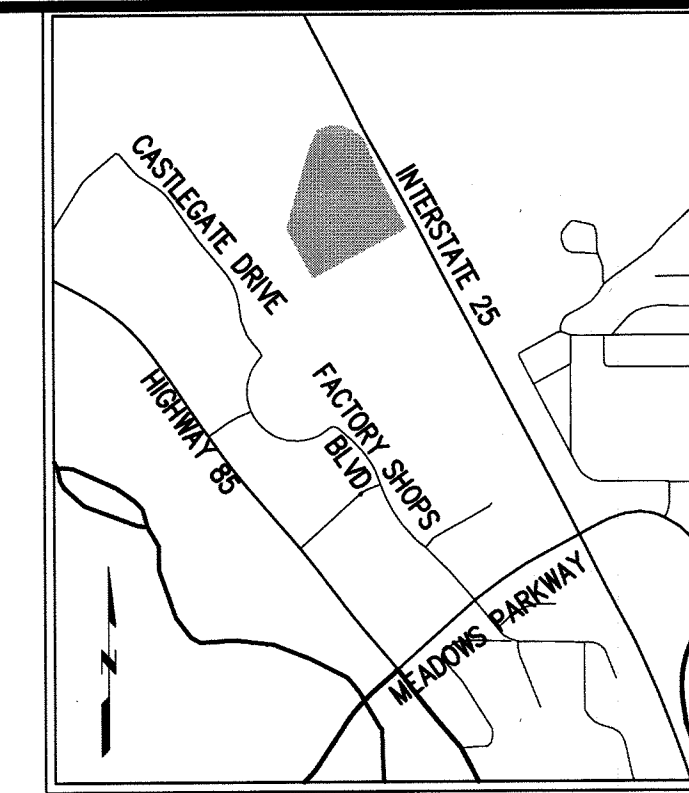 CASTLEGATE DRIVE
INTERSTATE 25
HIGHWAY 85
FACTORY SHOPS
BLVD.
MEADOWS PARKWAY
N